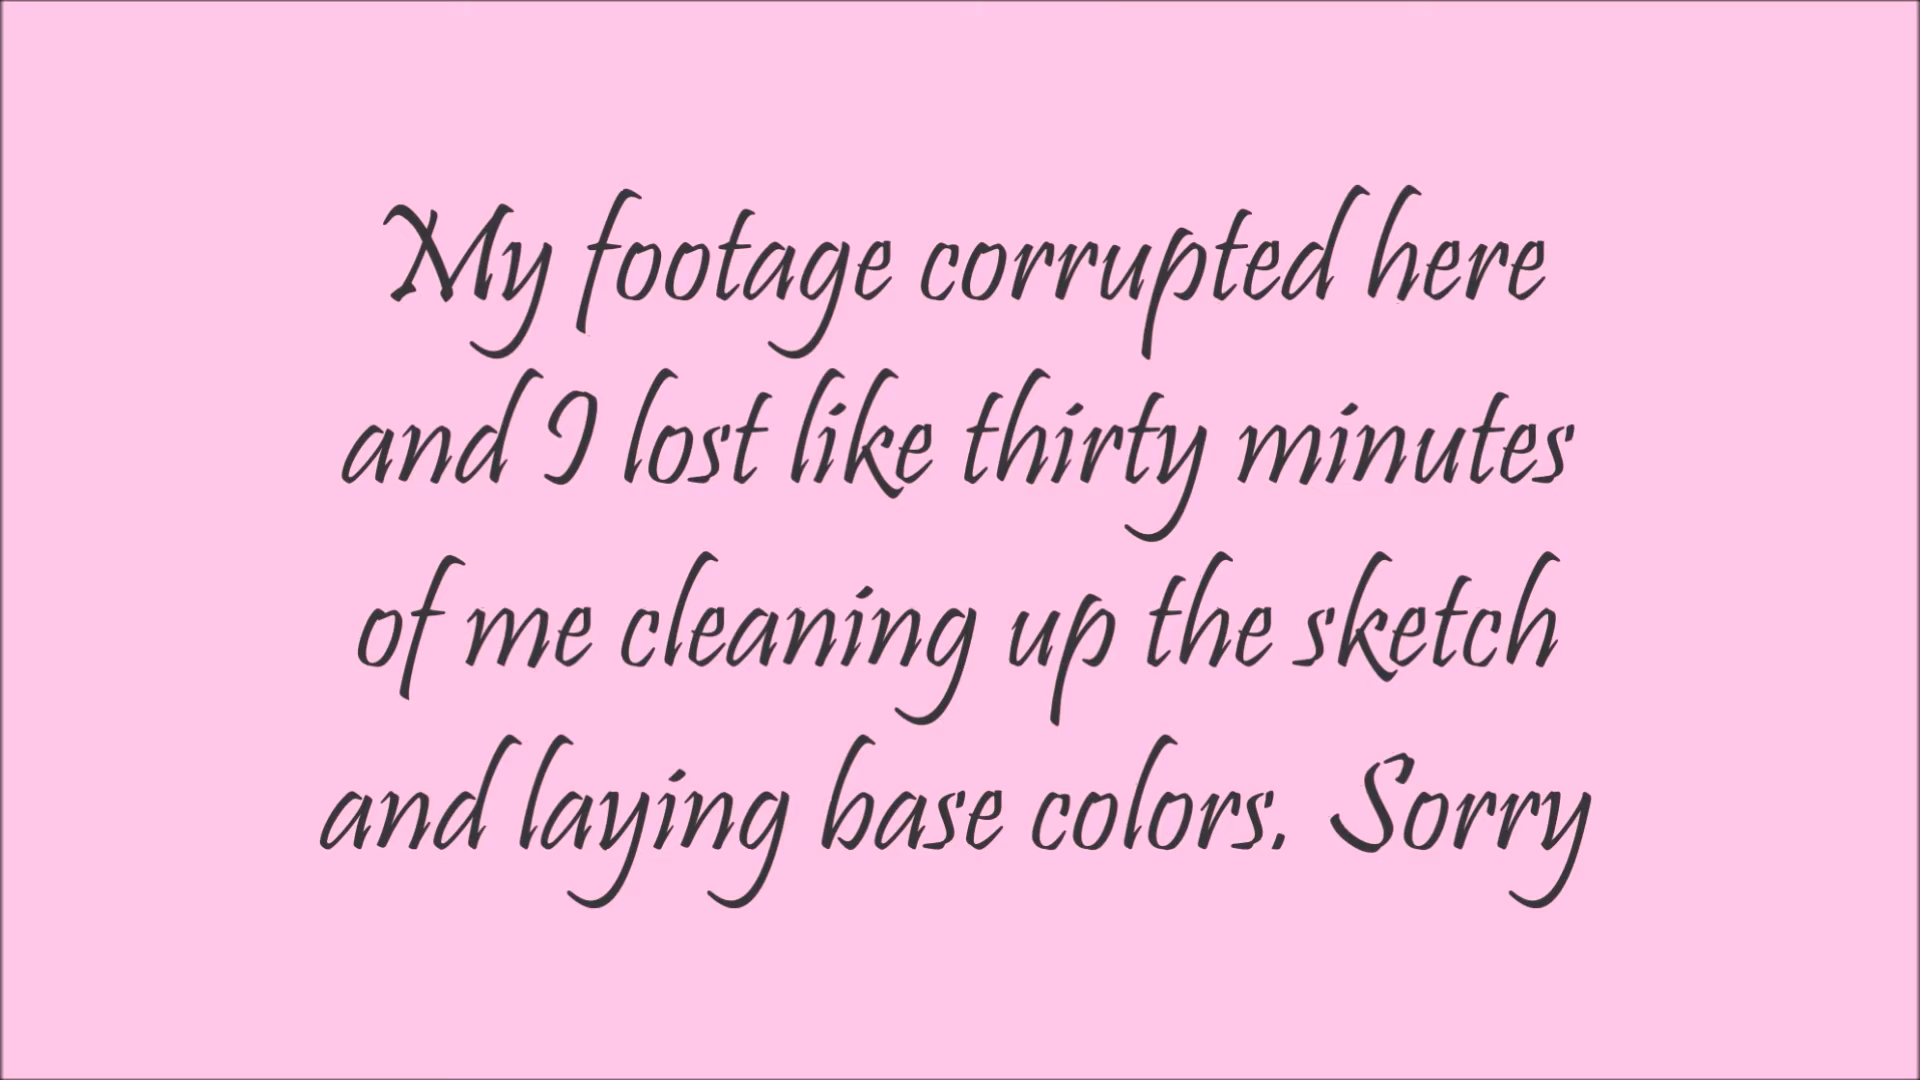 My footage corrupted here
and I lost like thirty minutes
of me cleaning up the sketch
and laying base colors. Sorry